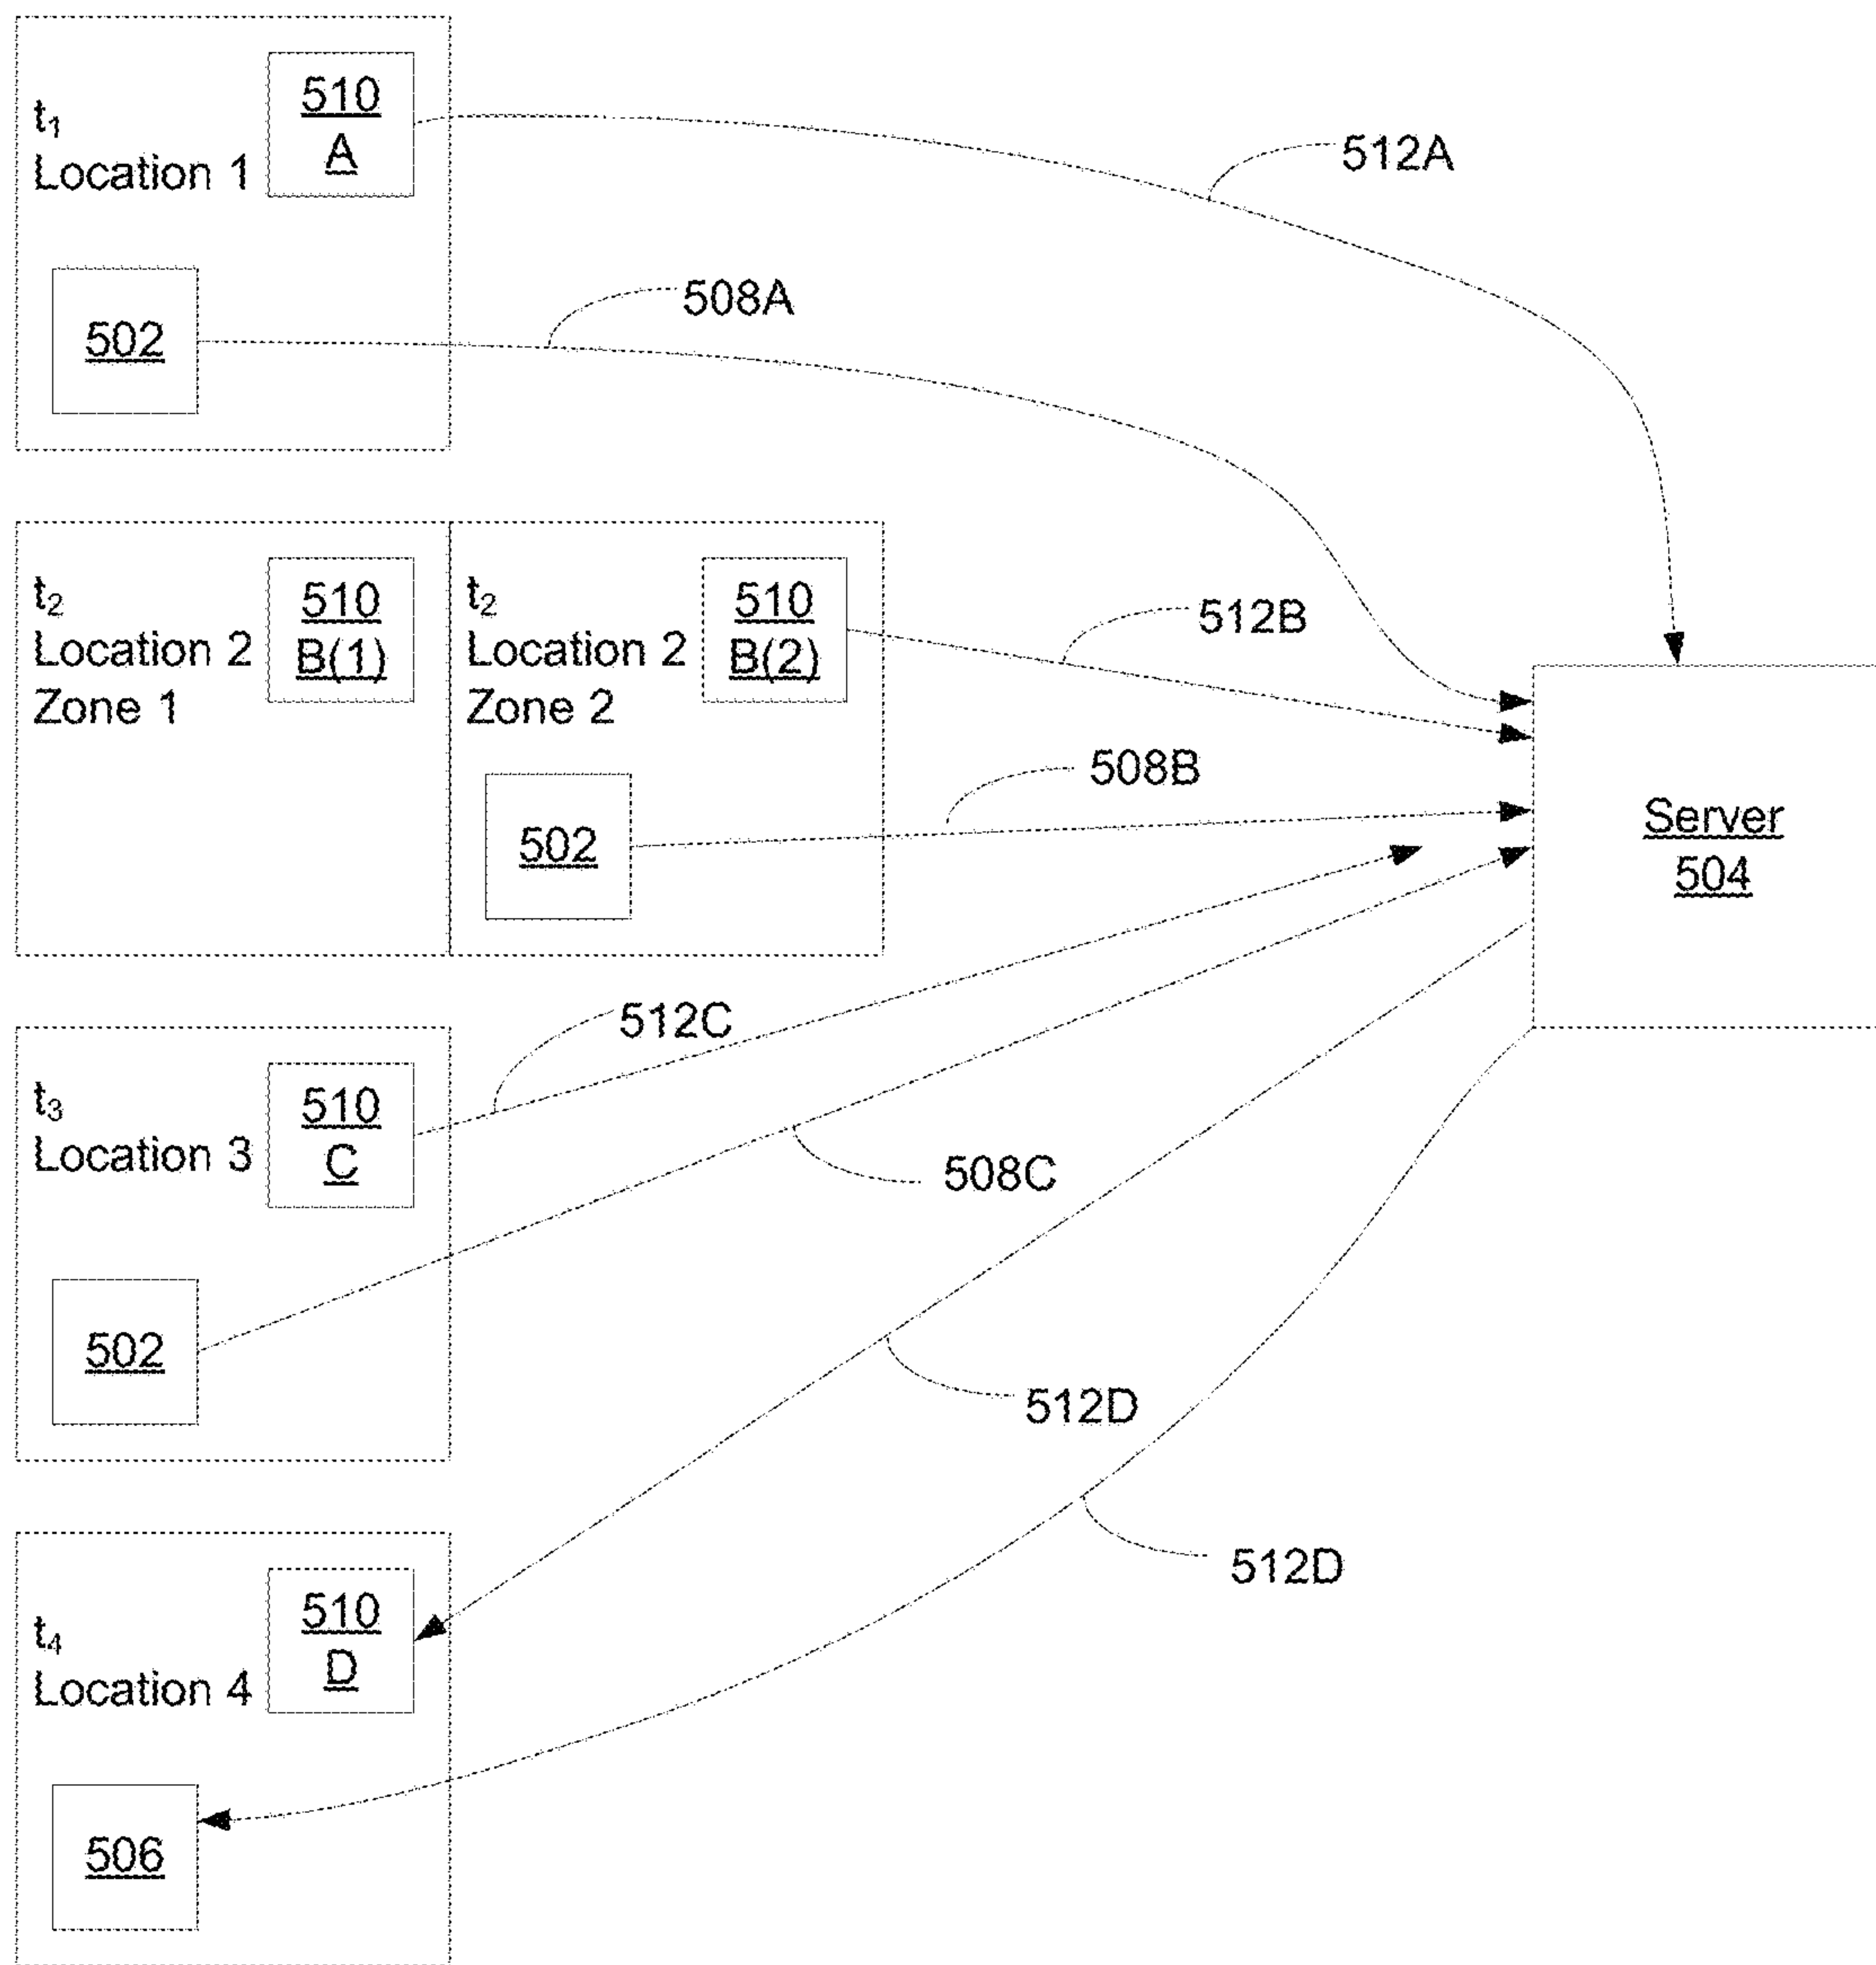 t1
Location 1
510
A
502
512A
508A
t2
Location 2
Zone 1
510
B(1)
t2
Location 2
Zone 2
510
B(2)
502
512B
508B
Server
504
t3
Location 3
510
C
502
512C
508C
512D
512D
t4
Location 4
510
D
506